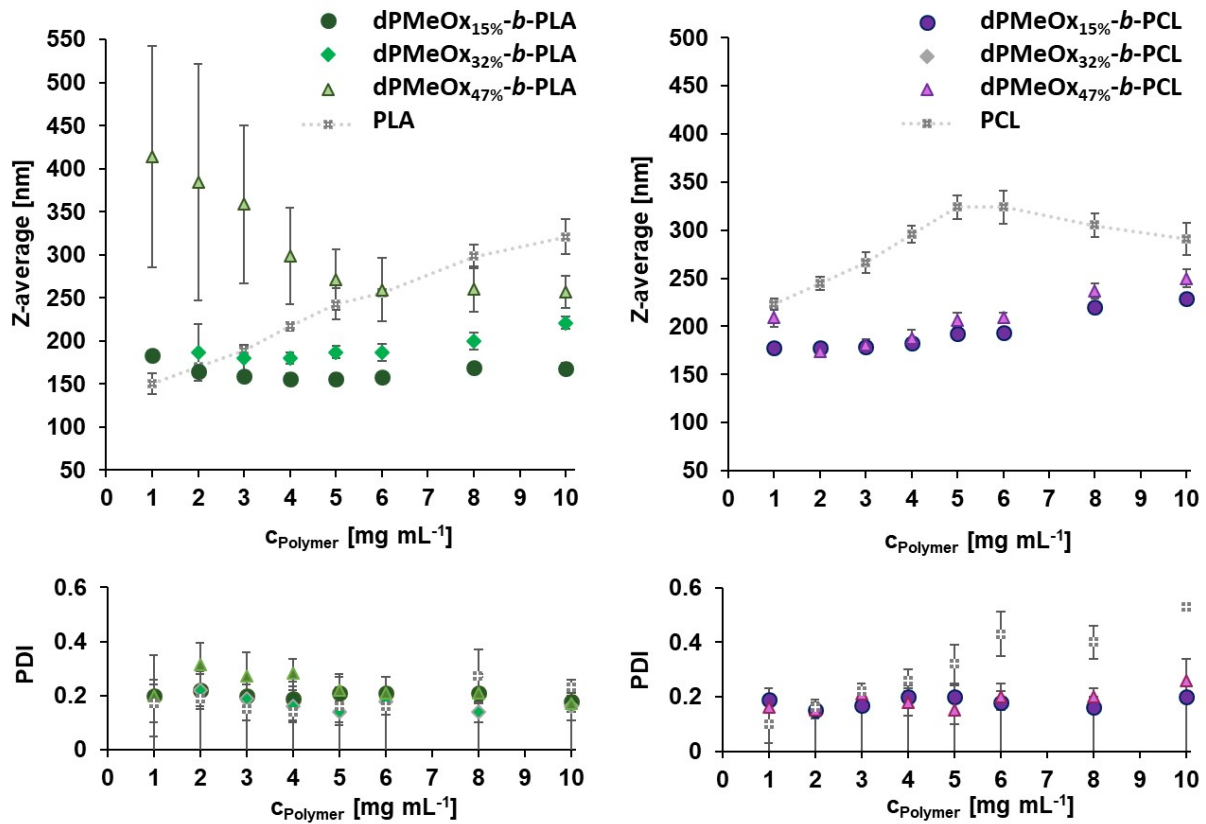 dPMeOx15%-b-PLA
dPMeOx32%-b-PLA
dPMeOx47%-b-PLA
PLA
Z-average [nm]
550
500
450
400
350
300
250
200
150
100
50
0 1 2 3 4 5 6 7 8 9 10
cPolymer [mg mL-1]
dPMeOx15%-b-PCL
dPMeOx32%-b-PCL
dPMeOx47%-b-PCL
PCL
Z-average [nm]
500
450
400
350
300
250
200
150
100
50
0 1 2 3 4 5 6 7 8 9 10
cPolymer [mg mL-1]
PDI
0.6
0.4
0.2
0
0 1 2 3 4 5 6 7 8 9 10
cPolymer [mg mL-1]
PDI
0.6
0.4
0.2
0
0 1 2 3 4 5 6 7 8 9 10
cPolymer [mg mL-1]